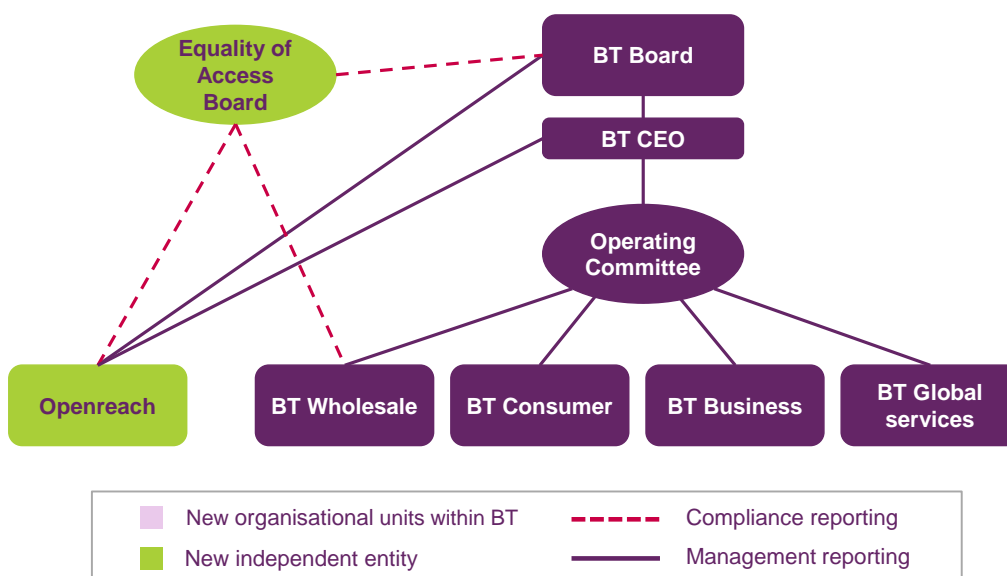 Equality of
Access
Board
BT Board
BT CEO
Operating
Committee
Openreach
BT Wholesale
BT Consumer
BT Business
BT Global
services
New organisational units within BT
Compliance reporting
New independent entity
Management reporting